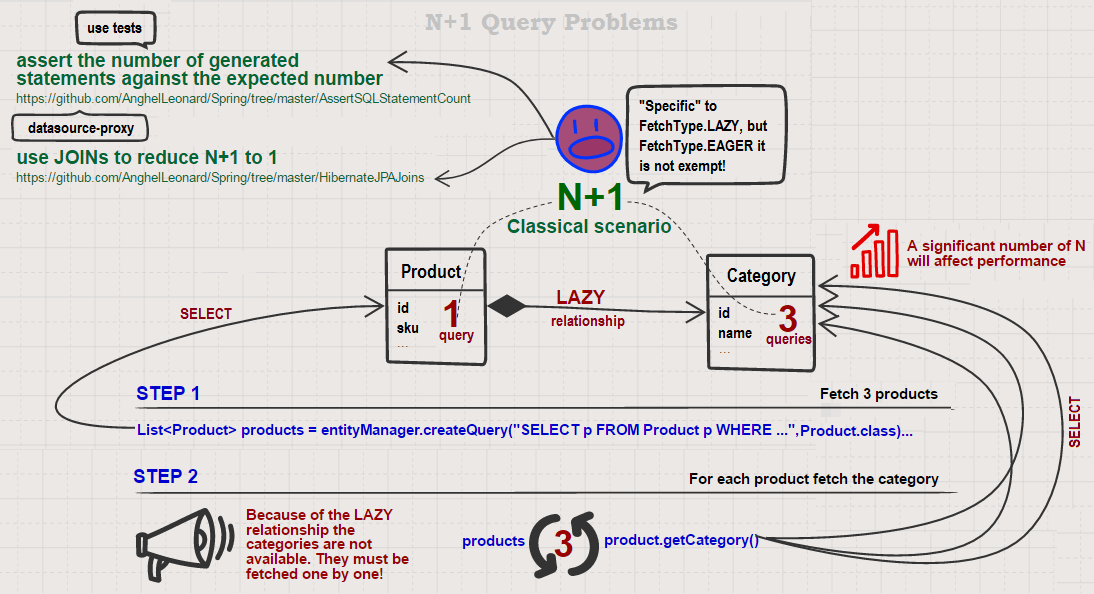 N+1 Query Problems
use tests
assert the number of generated
statements against the expected number
https://github.com/AnghelLeonard/Spring/tree/master/AssertSQLStatementCount
datasource-proxy
use JOINs to reduce N+1 to 1
https://github.com/AnghelLeonard/Spring/tree/master/HibernateJPAJoins
"Specific" to
FetchType.LAZY, but
FetchType.EAGER it
is not exempt!
N+1
Classical scenario
A significant number of N
will affect performance
Product
id
sku
...
1
query
LAZY
relationship
Category
id
name
...
3
queries
SELECT
STEP 1
Fetch 3 products
List<Product> products = entityManager.createQuery("SELECT p FROM Product p WHERE ...",Product.class)...
SELECT
STEP 2
For each product fetch the category
Because of the LAZY
relationship the
categories are not
available. They must be
fetched one by one!
products
3
product.getCategory()